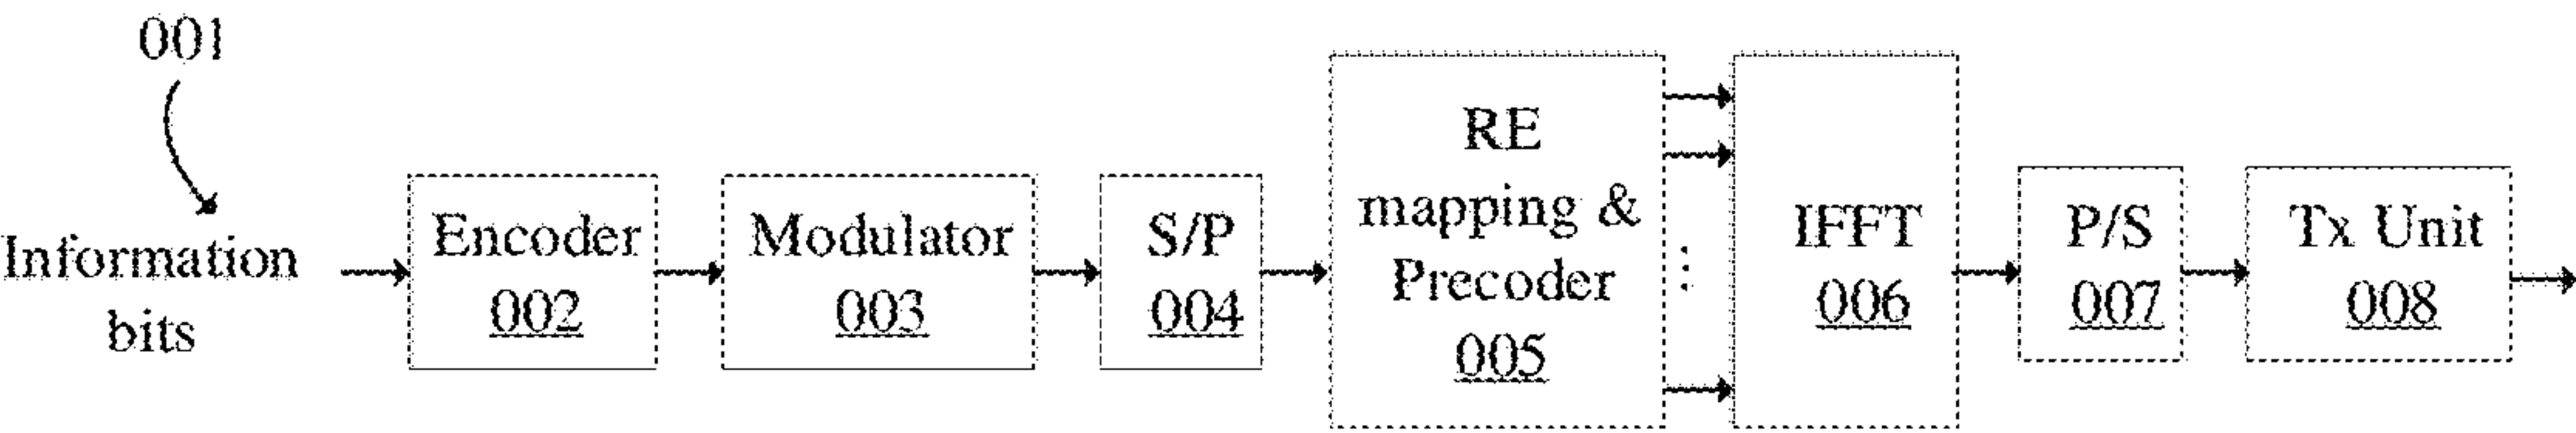 001
Information
bits
Encoder
002
Modulator
003
S/P
004
RE
mapping &
Precoder
005
IFFT
006
P/S
007
Tx Unit
008